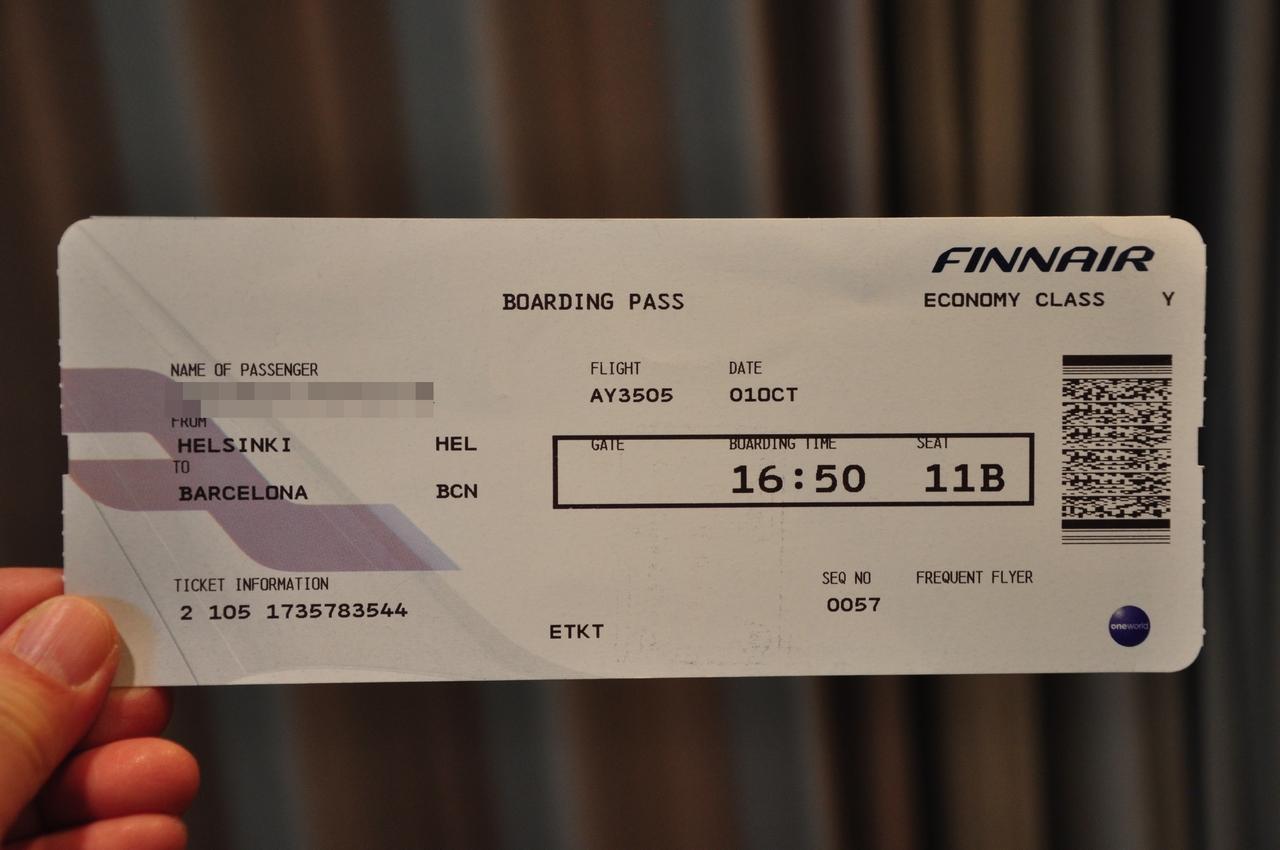 FINNAIR
BOARDING PASS
ECONOMY CLASS Y
NAME OF PASSENGER
FLIGHT DATE
AY3505 01OCT
FROM
HELSINKI HEL
GATE BOARDING TIME SEAT
16:50 11B
TO
BARCELONA BCN
TICKET INFORMATION
2 105 1735783544
SEQ NO FREQUENT FLYER
0057
ETKT
oneworld